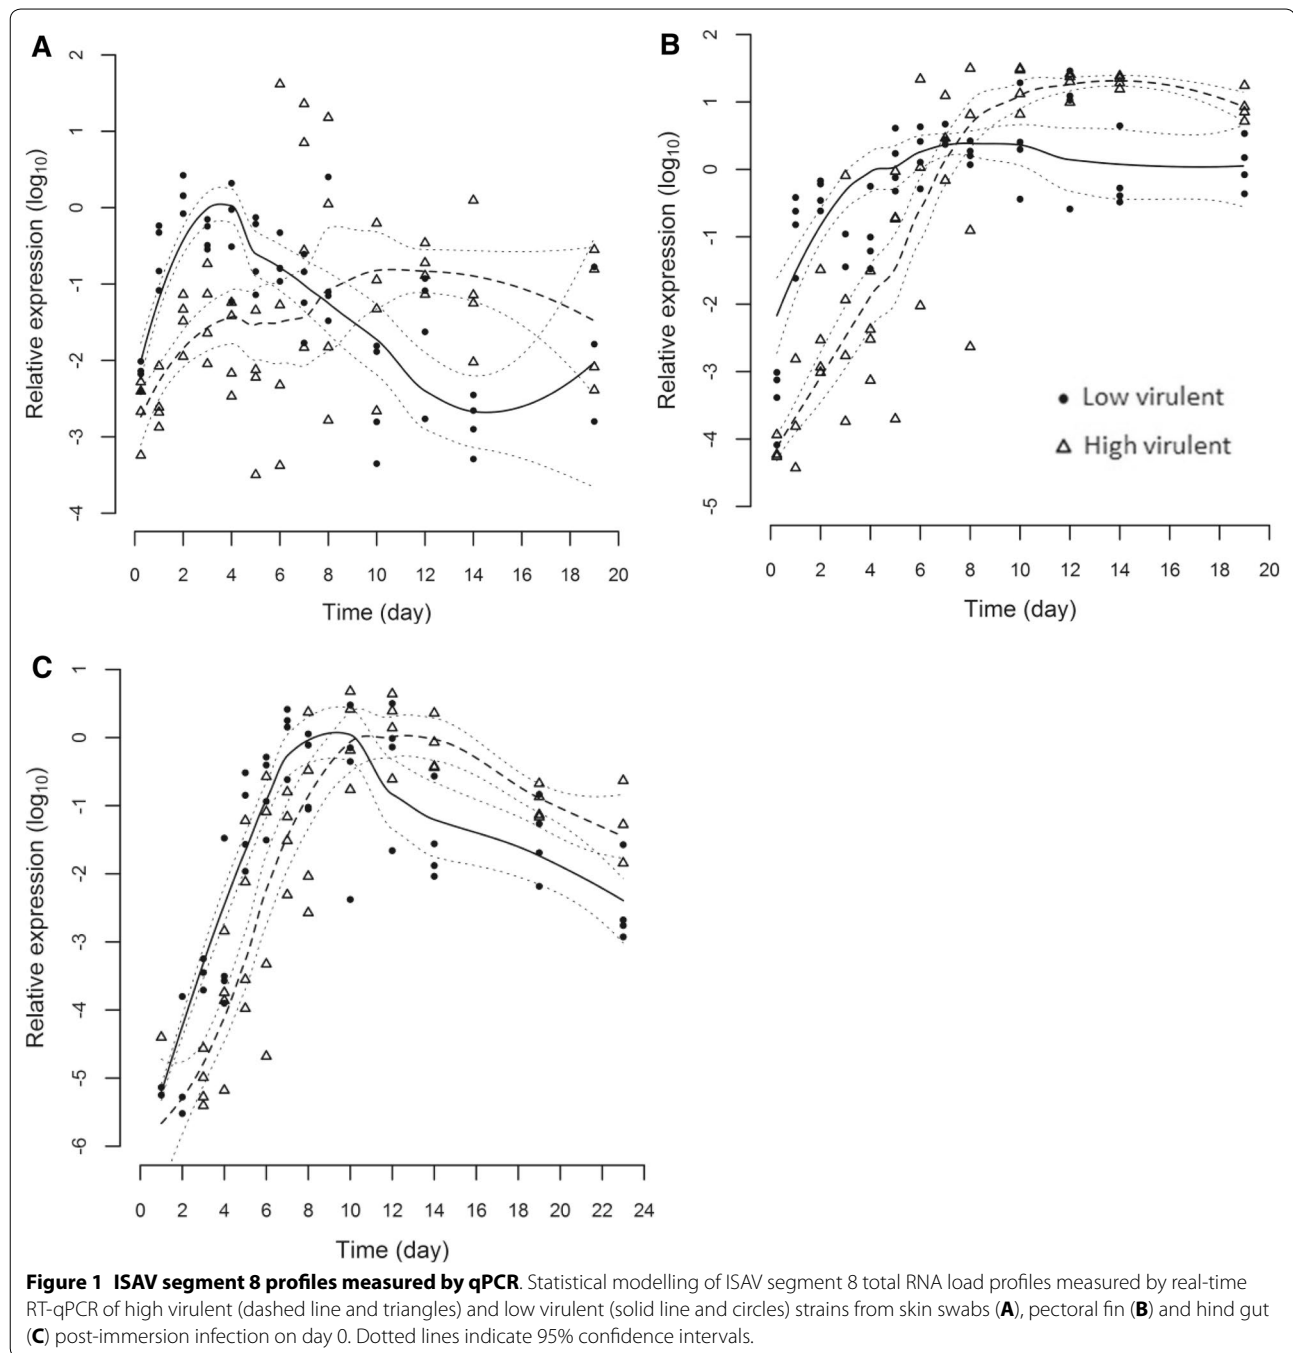 A
2
1
0
-1
-2
-3
-4
Relative expression (log10)
0 2 4 6 8 10 12 14 16 18 20
Time (day)
B
2
1
0
-1
-2
-3
-4
-5
Relative expression (log10)
Low virulent
High virulent
0 2 4 6 8 10 12 14 16 18 20
Time (day)
C
1
0
-1
-2
-3
-4
-5
-6
Relative expression (log10)
0 2 4 6 8 10 12 14 16 18 20 22 24
Time (day)
Figure 1 ISAV segment 8 profiles measured by qPCR. Statistical modelling of ISAV segment 8 total RNA load profiles measured by real-time
RT-qPCR of high virulent (dashed line and triangles) and low virulent (solid line and circles) strains from skin swabs (A), pectoral fin (B) and hind gut
(C) post-immersion infection on day 0. Dotted lines indicate 95% confidence intervals.